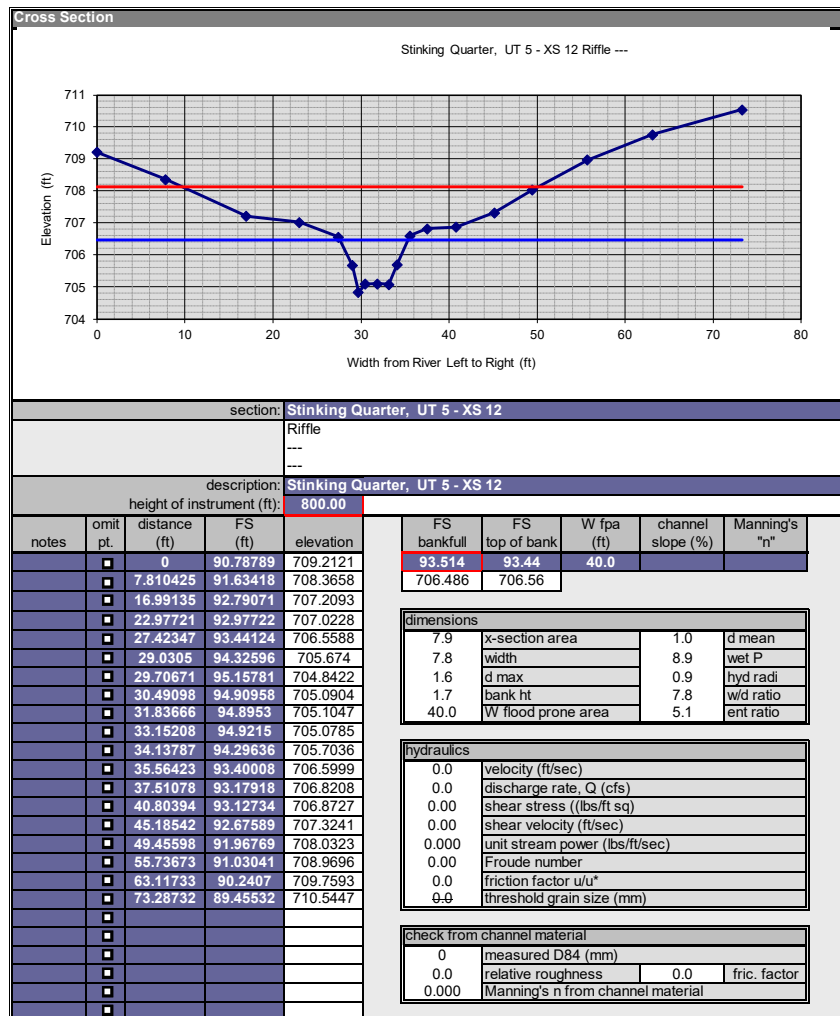 Cross Section
Stinking Quarter, UT 5 - XS 12 Riffle ---
711
710
709
708
707
706
705
704
Elevation (ft)
0 10 20 30 40 50 60 70 80
Width from River Left to Right (ft)
section: Stinking Quarter, UT 5 - XS 12
Riffle
---
---
description: Stinking Quarter, UT 5 - XS 12
height of instrument (ft): 800.00
omit distance FS
notes pt. (ft) (ft) elevation
0 90.78789 709.2121
7.810425 91.63418 708.3658
16.99135 92.79071 707.2093
22.97721 92.97722 707.0228
27.42347 93.44124 706.5588
29.0305 94.32596 705.674
29.70671 95.15781 704.8422
30.49098 94.90958 705.0904
31.83666 94.8953 705.1047
33.15208 94.9215 705.0785
34.13787 94.29636 705.7036
35.56423 93.40008 706.5999
37.51078 93.17918 706.8208
40.80394 93.12734 706.8727
45.18542 92.67589 707.3241
49.45598 91.96769 708.0323
55.73673 91.03041 708.9696
63.11733 90.2407 709.7593
73.28732 89.45532 710.5447
FS FS W fpa channel Manning's
bankfull top of bank (ft) slope (%) "n"
93.514 93.44 40.0
706.486 706.56
dimensions
7.9 x-section area 1.0 d mean
7.8 width 8.9 wet P
1.6 d max 0.9 hyd radi
1.7 bank ht 7.8 w/d ratio
40.0 W flood prone area 5.1 ent ratio
hydraulics
0.0 velocity (ft/sec)
0.0 discharge rate, Q (cfs)
0.00 shear stress ((lbs/ft sq)
0.00 shear velocity (ft/sec)
0.000 unit stream power (lbs/ft/sec)
0.00 Froude number
0.0 friction factor u/u*
0.0 threshold grain size (mm)
check from channel material
0 measured D84 (mm)
0.0 relative roughness 0.0 fric. factor
0.000 Manning's n from channel material